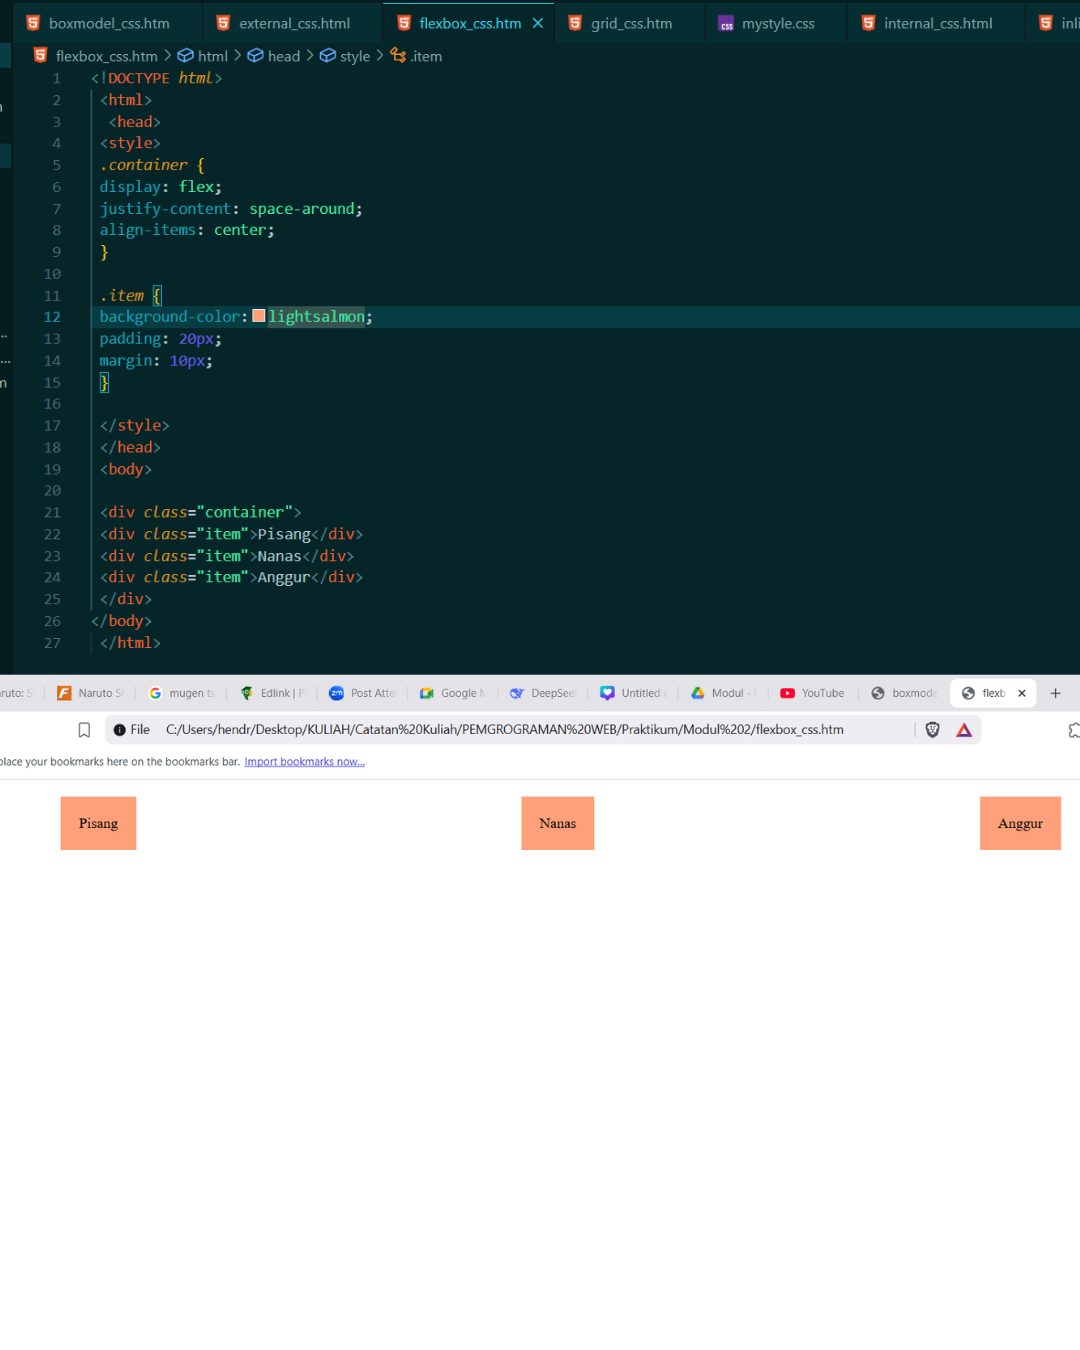 boxmodel_css.htm external_css.html flexbox_css.htm grid_css.htm mystyle.css internal_css.html inli
flexbox_css.htm > html > head > style > .item
1 <!DOCTYPE html>
2 <html>
3 <head>
4 <style>
5 .container {
6 display: flex;
7 justify-content: space-around;
8 align-items: center;
9 }
10
11 .item {
12 background-color: lightsalmon;
13 padding: 20px;
14 margin: 10px;
15 }
16
17 </style>
18 </head>
19 <body>
20
21 <div class="container">
22 <div class="item">Pisang</div>
23 <div class="item">Nanas</div>
24 <div class="item">Anggur</div>
25 </div>
26 </body>
27 </html>
ruto: S Naruto S mugen ts Edlink | P Post Atte Google M DeepSee Untitled Modul - YouTube boxmode flexb
File C:/Users/hendr/Desktop/KULIAH/Catatan%20Kuliah/PEMGROGRAMAN%20WEB/Praktikum/Modul%202/flexbox_css.htm
place your bookmarks here on the bookmarks bar. Import bookmarks now...
Pisang Nanas Anggur